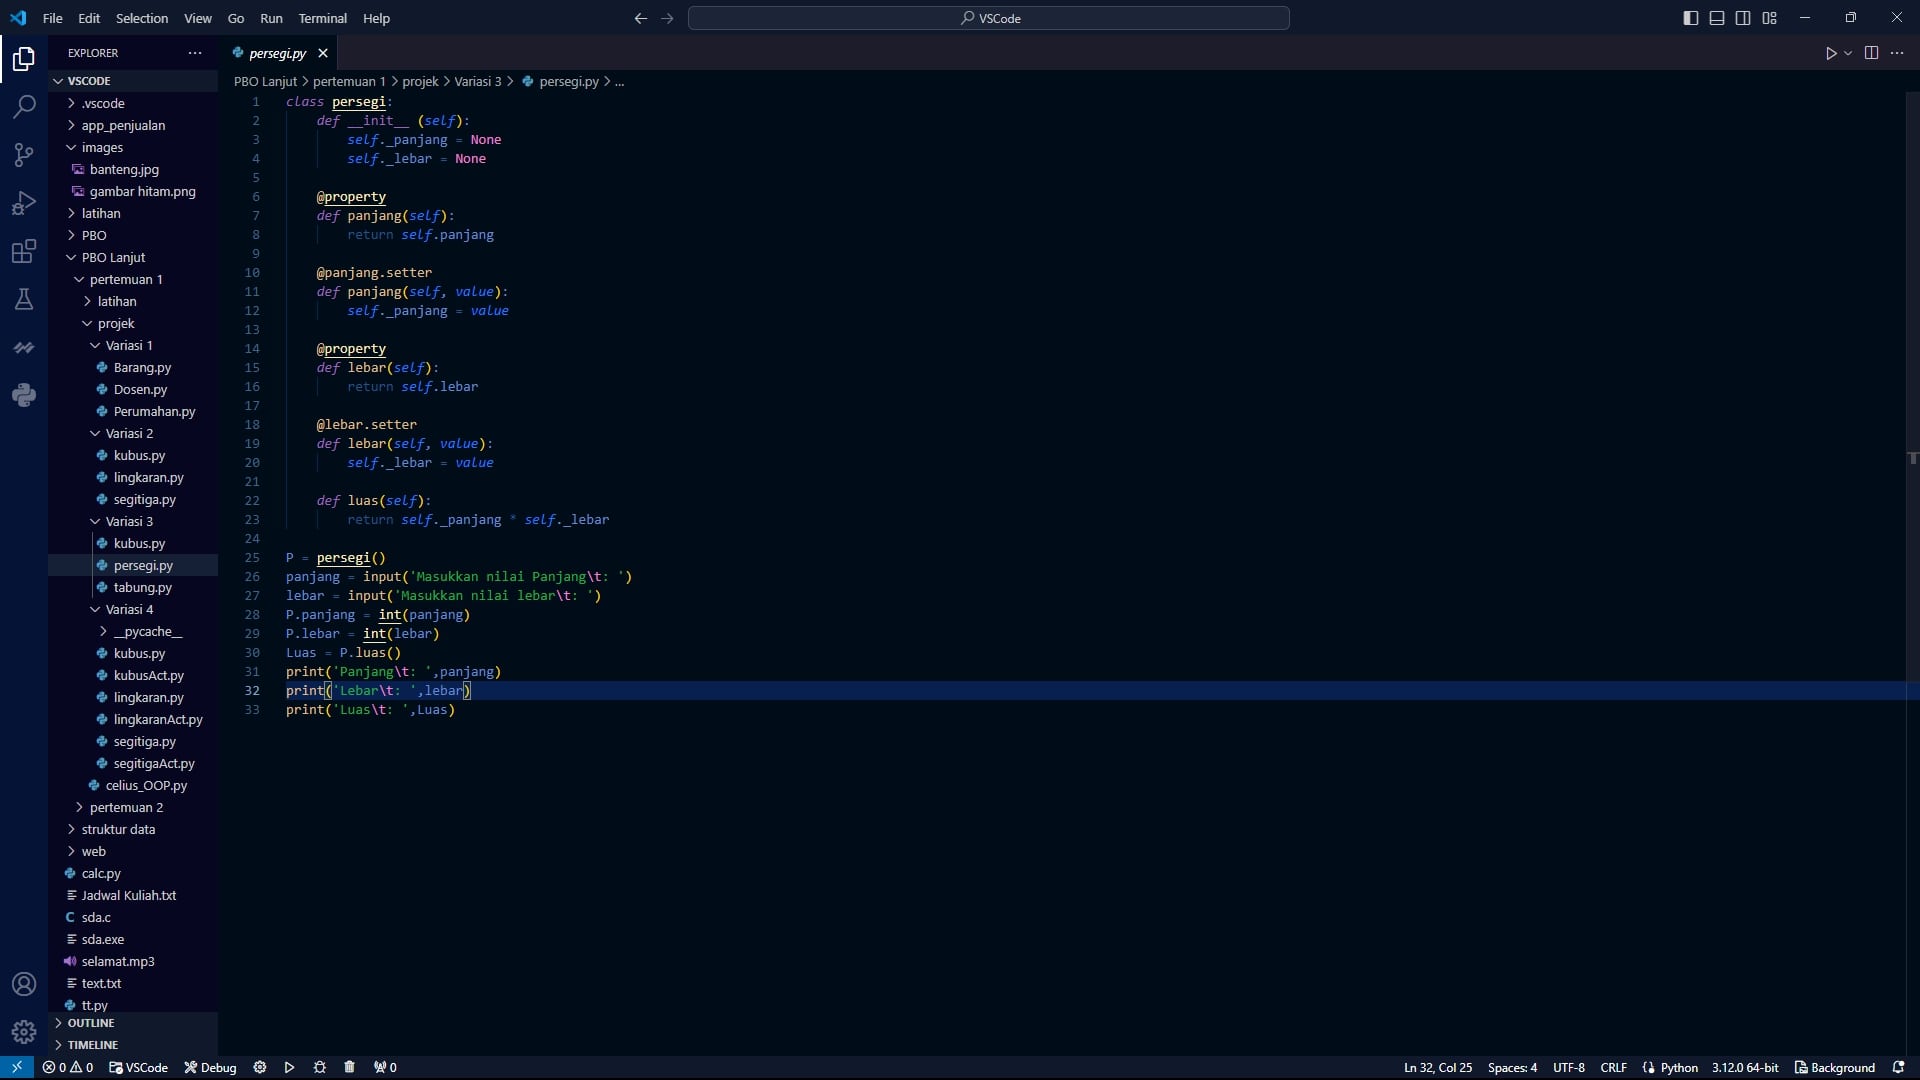 File Edit Selection View Go Run Terminal Help
VSCode
EXPLORER
persegi.py
VSCODE
.vscode
app_penjualan
images
banteng.jpg
gambar hitam.png
latihan
PBO
PBO Lanjut
pertemuan 1
latihan
projek
Variasi 1
Barang.py
Dosen.py
Perumahan.py
Variasi 2
kubus.py
lingkaran.py
segitiga.py
Variasi 3
kubus.py
persegi.py
tabung.py
Variasi 4
__pycache__
kubus.py
kubusAct.py
lingkaran.py
lingkaranAct.py
segitiga.py
segitigaAct.py
celius_OOP.py
pertemuan 2
struktur data
web
calc.py
Jadwal Kuliah.txt
C sda.c
sda.exe
selamat.mp3
text.txt
tt.py
OUTLINE
TIMELINE
PBO Lanjut > pertemuan 1 > projek > Variasi 3 > persegi.py > ...
1 class persegi:
2     def __init__ (self):
3         self._panjang = None
4         self._lebar = None
5
6     @property
7     def panjang(self):
8         return self.panjang
9
10     @panjang.setter
11     def panjang(self, value):
12         self._panjang = value
13
14     @property
15     def lebar(self):
16         return self.lebar
17
18     @lebar.setter
19     def lebar(self, value):
20         self._lebar = value
21
22     def luas(self):
23         return self._panjang * self._lebar
24
25 P = persegi()
26 panjang = input('Masukkan nilai Panjang\t: ')
27 lebar = input('Masukkan nilai lebar\t: ')
28 P.panjang = int(panjang)
29 P.lebar = int(lebar)
30 Luas = P.luas()
31 print('Panjang\t: ',panjang)
32 print('Lebar\t: ',lebar)
33 print('Luas\t: ',Luas)
0 0 VSCode Debug 0 Ln 32, Col 25 Spaces: 4 UTF-8 CRLF Python 3.12.0 64-bit Background